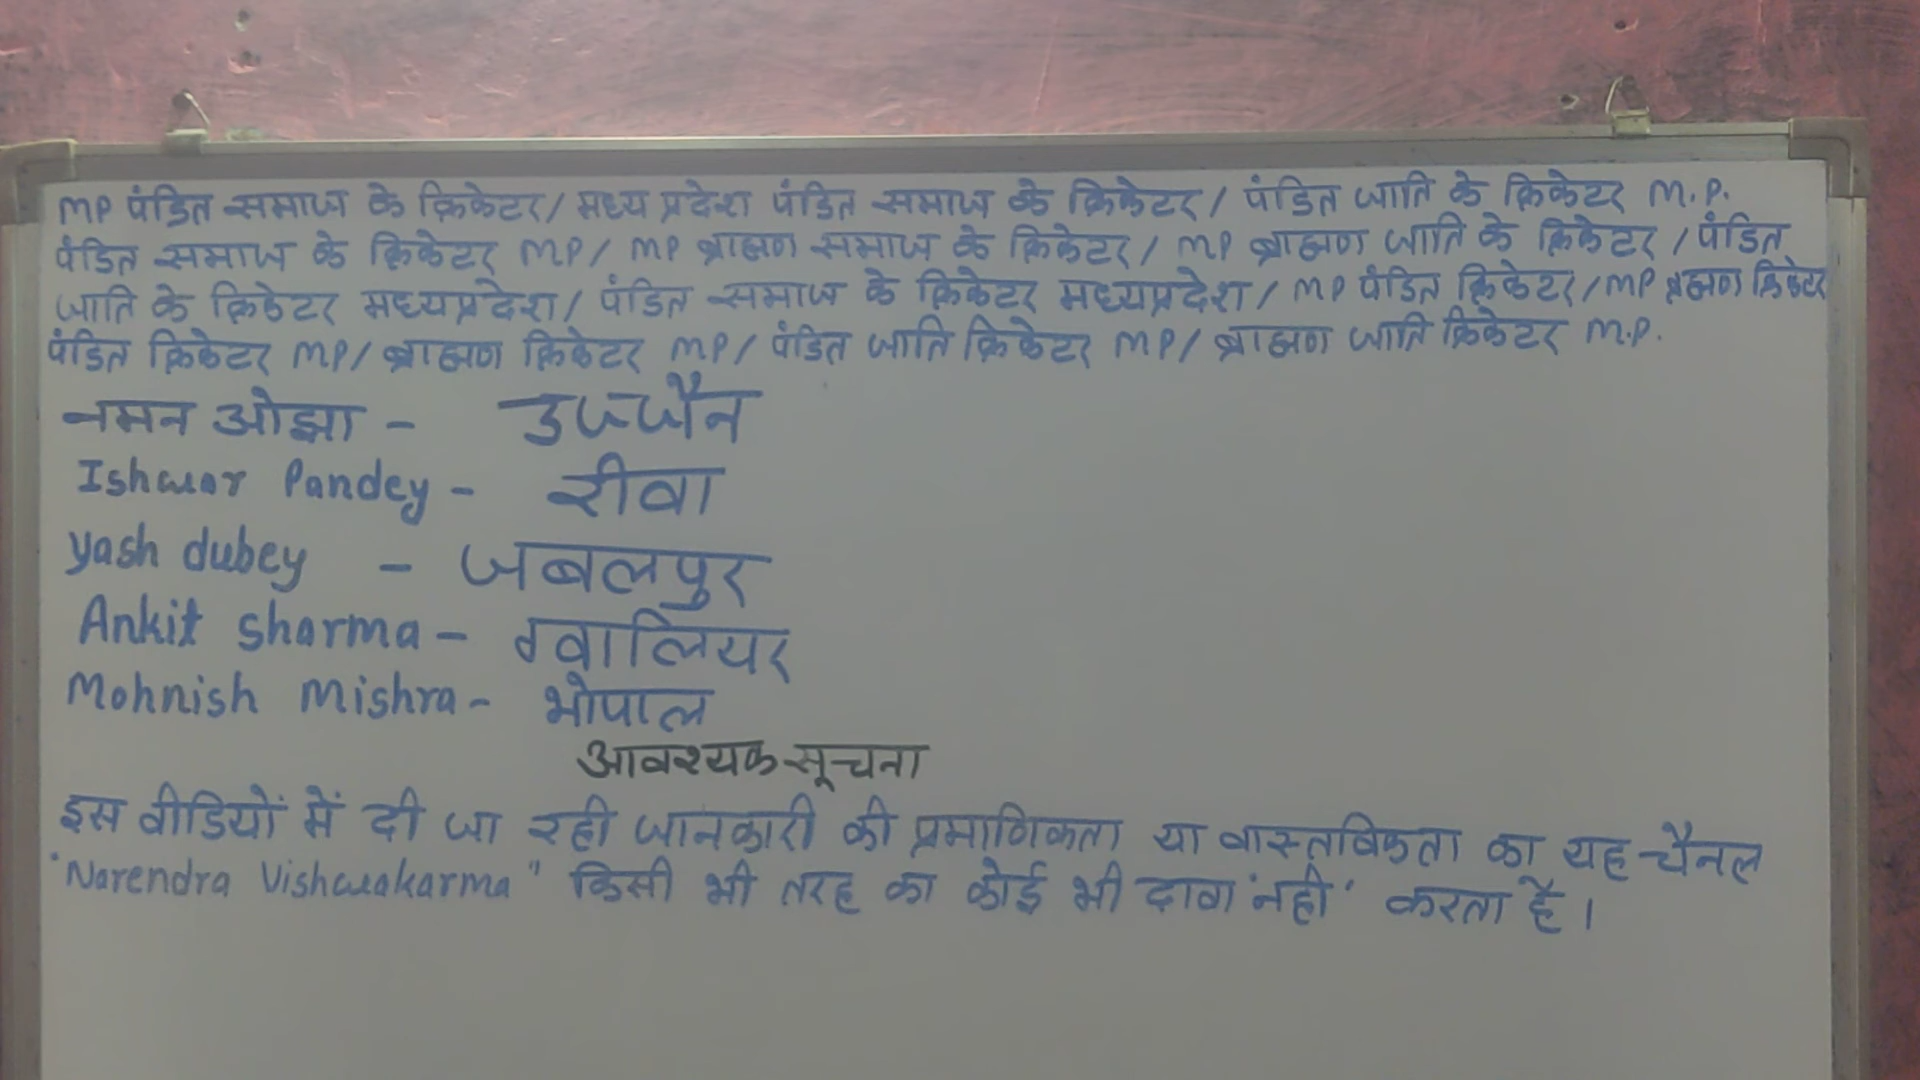 MP पंडित समाज के क्रिकेटर/ मध्य प्रदेश पंडित समाज के क्रिकेटर/ पंडित जाति के क्रिकेटर M.P.
पंडित समाज के क्रिकेटर MP/ MP ब्राह्मण समाज के क्रिकेटर/ MP ब्राह्मण जाति के क्रिकेटर/ पंडित
जाति के क्रिकेटर मध्यप्रदेश/ पंडित समाज के क्रिकेटर मध्यप्रदेश/ MP पंडित क्रिकेटर/MP ब्राह्मण क्रिकेटर
पंडित क्रिकेटर MP/ ब्राह्मण क्रिकेटर MP/ पंडित जाति क्रिकेटर MP/ ब्राह्मण जाति क्रिकेटर M.P.
नमन ओझा - उज्जैन
Ishwar Pandey - रीवा
Yash dubey - जबलपुर
Ankit sharma - ग्वालियर
Mohnish Mishra - भोपाल
आवश्यक सूचना
इस वीडियों में दी जा रही जानकारी की प्रमाणिकता या वास्तविकता का यह चैनल
"Narendra Vishwakarma" किसी भी तरह का कोई भी दावा 'नही' करता है।